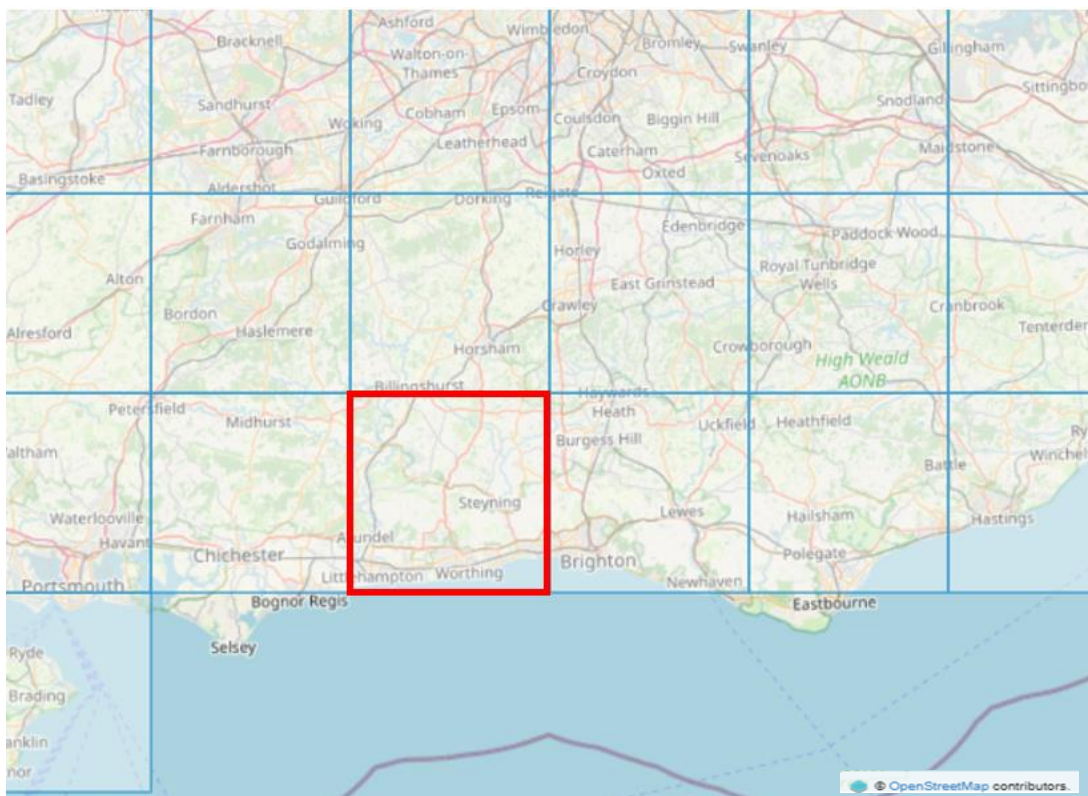 Ashford
Wimbledon
Bracknell
Bromley
Swanley
Gillingham
Walton-on-
Thames
Croydon
Sittingbo
Tadley
Sandhurst
Snodland
Cobham
Epsom
Coulsdon
Biggin Hill
Woking
Leatherhead
Farnborough
Caterham
Sevenoaks
Maidstone
Oxted
Basingstoke
Aldershot
Guildford
Dorking
Reigate
Farnham
Edenbridge
Paddock Wood
Godalming
Horley
Royal Tunbridge
Wells
Alton
East Grinstead
Crawley
Cranbrook
Bordon
Alresford
Haslemere
Tenterden
Horsham
Crowborough
High Weald
AONB
Billingshurst
Haywards
Heath
Petersfield
Midhurst
Uckfield
Heathfield
Burgess Hill
altham
Battle
Winchel
Ry
Steyning
Lewes
Hailsham
Hastings
Waterlooville
Havant
Arundel
Chichester
Brighton
Polegate
Portsmouth
Littlehampton
Worthing
Newhaven
Bognor Regis
Eastbourne
Selsey
Ryde
Brading
anklin
nor
© OpenStreetMap contributors.